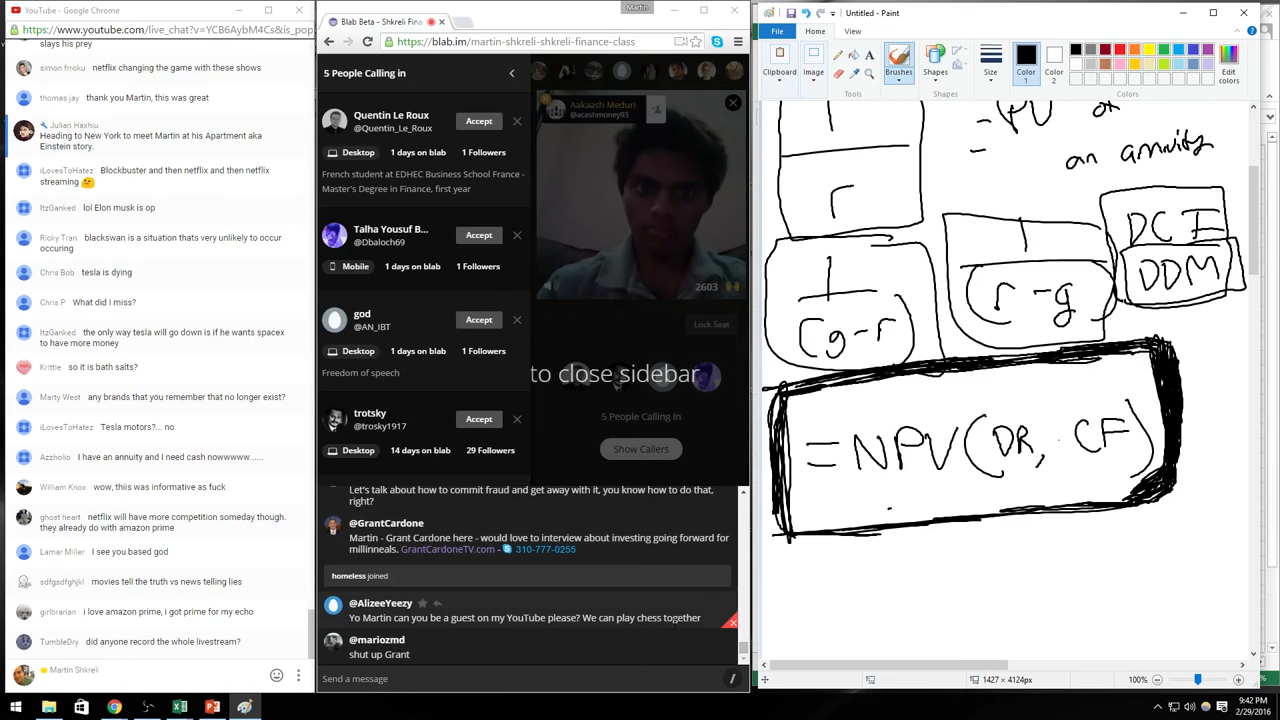 YouTube - Google Chrome
https://www.youtube.com/live_chat?v=YCB6AybM4Cs&is_pop
slays his prey
simon froku netflix changing the game with these shows
thomas jay thank you Martin, this was great
Julian Haxhiu
Heading to New York to meet Martin at his Apartment aka
Einstein story.
iLovesToHatez Blockbuster and then netflix and then netflix
streaming 🤔
ItzGanked lol Elon musk is op
Ricky Tran blackswan is a situation thats very unlikely to occur
occuring
Chris Bob tesla is dying
Chris P What did I miss?
ItzGanked the only way tesla will go down is if he wants spacex
to have more money
Krittle so it is bath salts?
Marty West any brands that you remember that no longer exist?
iLovesToHatez Tesla motors?... no
Azzholio I have an annuity and I need cash nowwwww......
William Knox wow, thiis was informative as fuck
ghost heart netflix will have more competition someday though.
they already do with amazon prime
Lamar Miller I see you based god
sdfgsdfghjkl movies tell the truth vs news telling lies
girlbrarian i love amazon prime, i got prime for my echo
TumbleDry did anyone record the whole livestream?
Martin Shkreli
Martin
Blab Beta - Shkreli Fina
https://blab.im/martin-shkreli-shkreli-finance-class
5 People Calling in
Quentin Le Roux
@Quentin_Le_Roux
Accept
Desktop 1 days on blab 1 Followers
French student at EDHEC Business School France -
Master's Degree in Finance, first year
Talha Yousuf B...
@Dbaloch69
Accept
Mobile 1 days on blab 1 Followers
god
@AN_IBT
Accept
Desktop 1 days on blab 1 Followers
Freedom of speech
trotsky
@trosky1917
Accept
Desktop 14 days on blab 29 Followers
Aakaash Meduri
@acashmoney93
2603
Lock Seat
to close sidebar
5 People Calling In
Show Callers
Let's talk about how to commit fraud and get away with it, you know how to do that,
right?
@GrantCardone
Martin - Grant Cardone here - would love to interview about investing going forward for
millinneals. GrantCardoneTV.com - 310-777-0255
homeless joined
@AlizeeYeezy
Yo Martin can you be a guest on my YouTube please? We can play chess together
@mariozmd
shut up Grant
Send a message
Untitled - Paint
File Home View
Clipboard
Image
Tools
Brushes
Shapes
Shapes
Size
Color
1
Color
2
Edit
colors
Colors
1
r
- PV of
=
an annuity
1
(r-g)
DCF
DDM
1
(g-r)
=NPV(DR, CF)
1427 × 4124px
100%
9:42 PM
2/29/2016